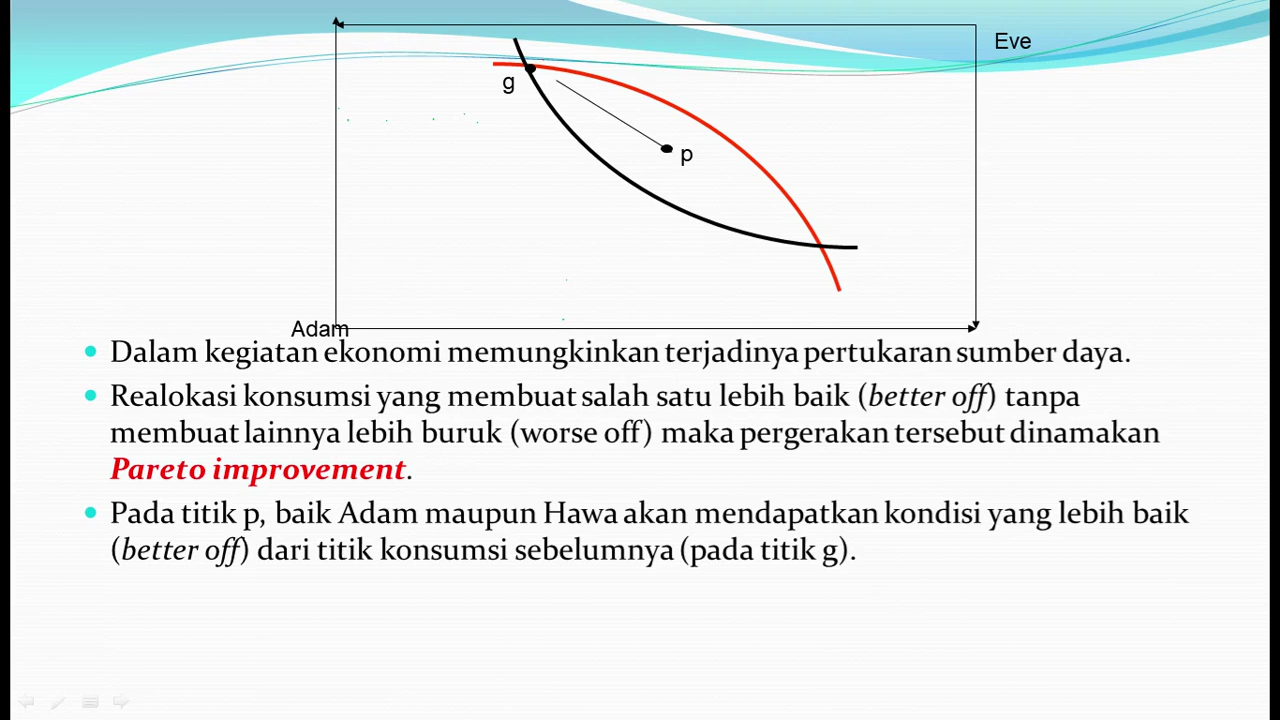 Eve
g
p
Adam
Dalam kegiatan ekonomi memungkinkan terjadinya pertukaran sumber daya.
Realokasi konsumsi yang membuat salah satu lebih baik (better off) tanpa
membuat lainnya lebih buruk (worse off) maka pergerakan tersebut dinamakan
Pareto improvement.
Pada titik p, baik Adam maupun Hawa akan mendapatkan kondisi yang lebih baik
(better off) dari titik konsumsi sebelumnya (pada titik g).